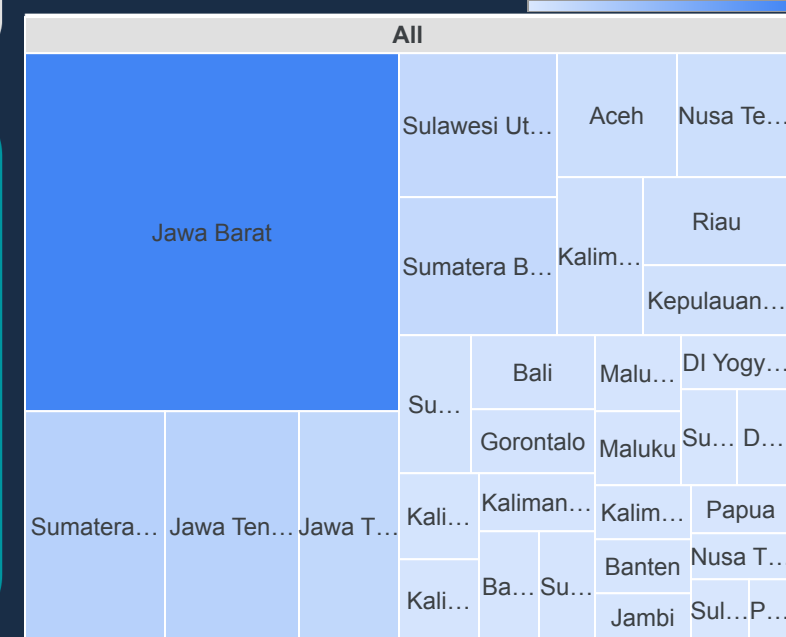 All
Jawa Barat
Sumatera…
Jawa Ten…
Jawa T…
Sulawesi Ut…
Sumatera B…
Aceh
Nusa Te…
Kalim…
Riau
Kepulauan…
Su…
Bali
Gorontalo
Malu…
Maluku
DI Yogy…
Su…
D…
Kali…
Kali…
Kaliman…
Ba…
Su…
Kalim…
Banten
Jambi
Papua
Nusa T…
Sul…
P…